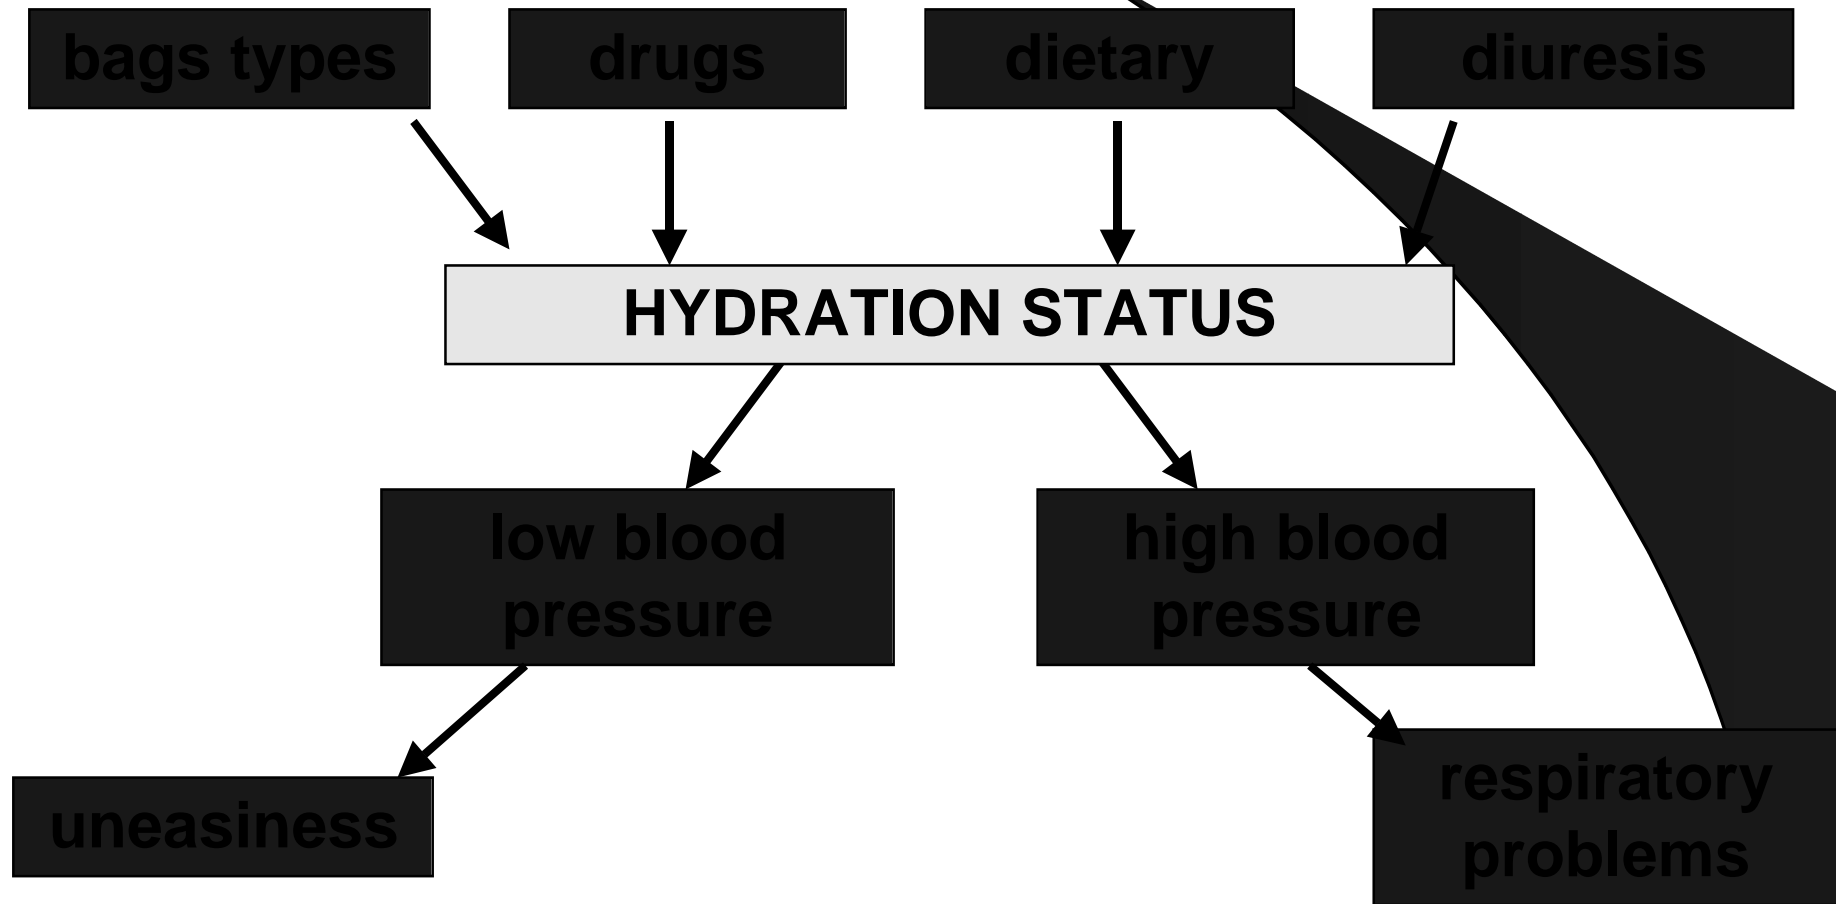 bags types
drugs
dietary
diuresis
HYDRATION STATUS
low blood
pressure
high blood
pressure
uneasiness
respiratory
problems